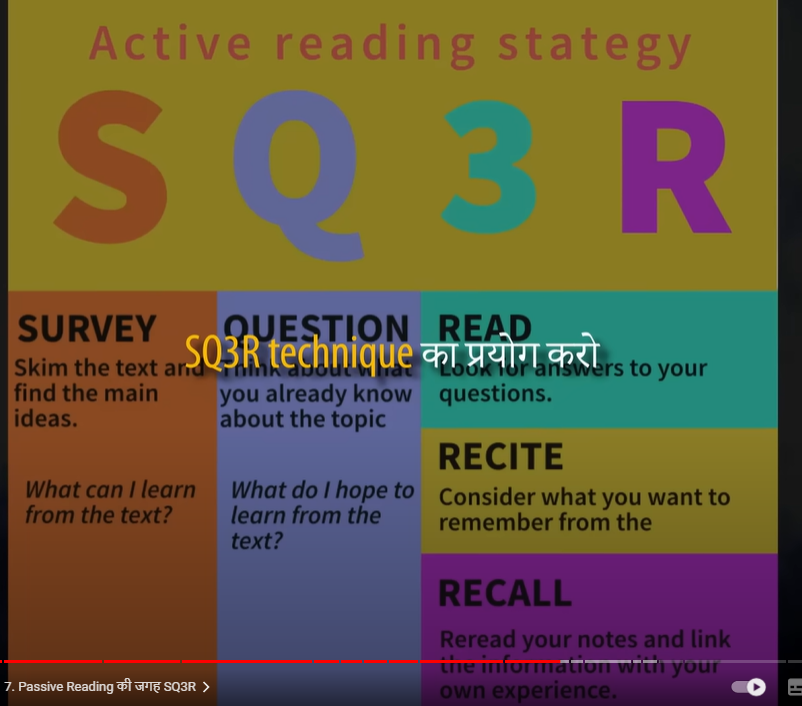 Active reading stategy
S Q 3 R
SURVEY
Skim the text and
find the main
ideas.
What can I learn
from the text?
QUESTION
Think about what
you already know
about the topic
What do I hope to
learn from the
text?
SQ3R technique का प्रयोग करो
READ
Look for answers to your
questions.
RECITE
Consider what you want to
remember from the
RECALL
Reread your notes and link
the information with your
own experience.
7. Passive Reading की जगह SQ3R